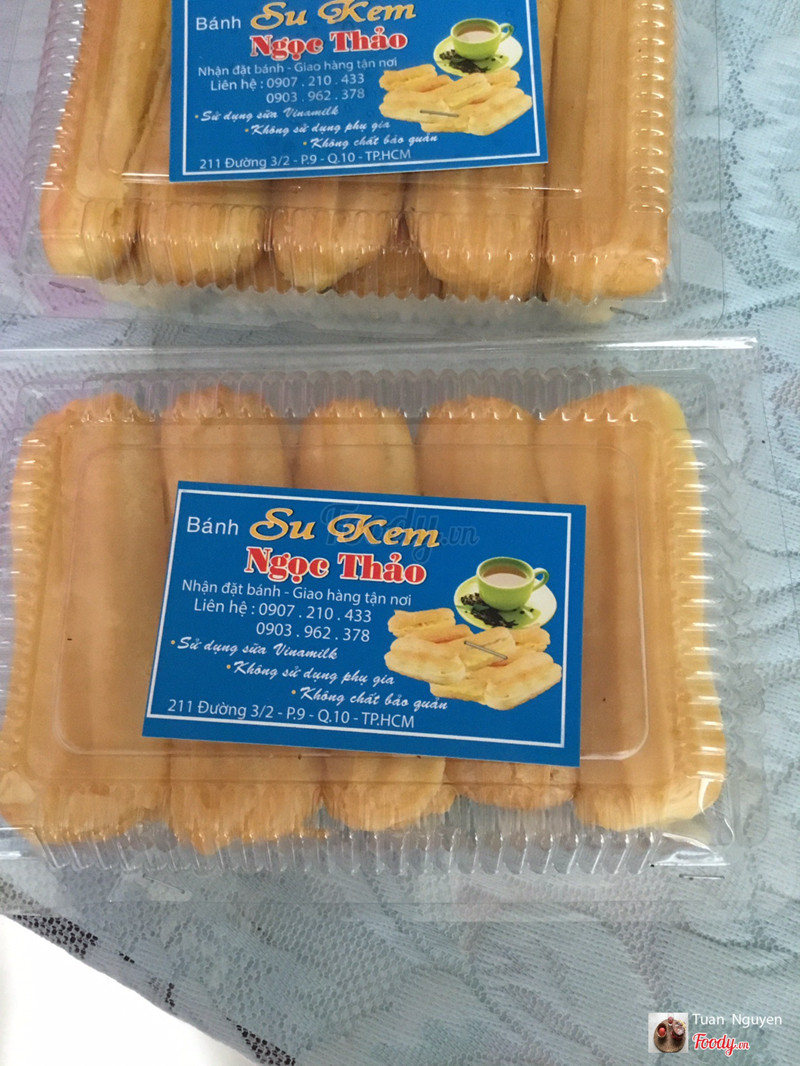 Bánh Su Kem
Ngọc Thảo
Nhận đặt bánh - Giao hàng tận nơi
Liên hệ : 0907 . 210 . 433
0903 . 962 . 378
• Sử dụng sữa Vinamilk
• Không sử dụng phụ gia
• Không chất bảo quản
211 Đường 3/2 - P.9 - Q.10 - TP.HCM
Foody.vn
Bánh Su Kem
Ngọc Thảo
Nhận đặt bánh - Giao hàng tận nơi
Liên hệ : 0907 . 210 . 433
0903 . 962 . 378
• Sử dụng sữa Vinamilk
• Không sử dụng phụ gia
• Không chất bảo quản
211 Đường 3/2 - P.9 - Q.10 - TP.HCM
Tuan Nguyen
Foody.vn